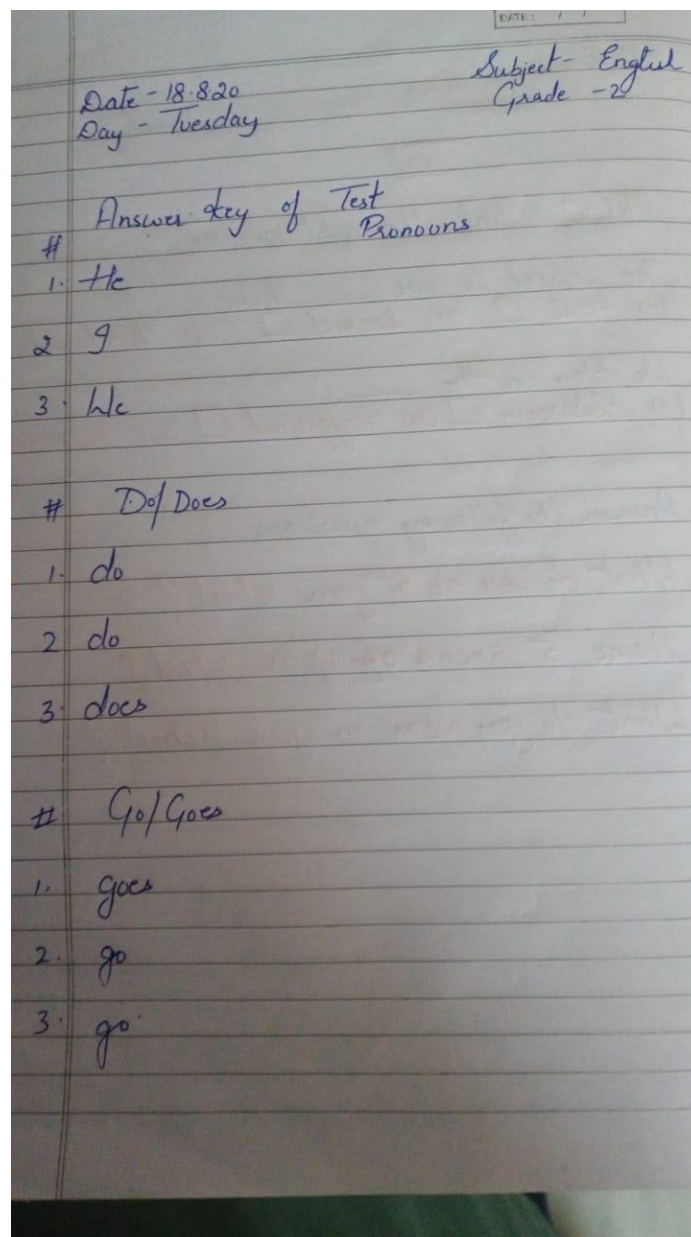 DATE: / /
Date - 18.8.20
Subject - English
Day - Tuesday
Grade - 2
Answer key of Test
# Pronouns
1. He
2 I
3. We
# Do/Does
1. do
2 do
3. does
# Go/Goes
1. goes
2. go
3. go